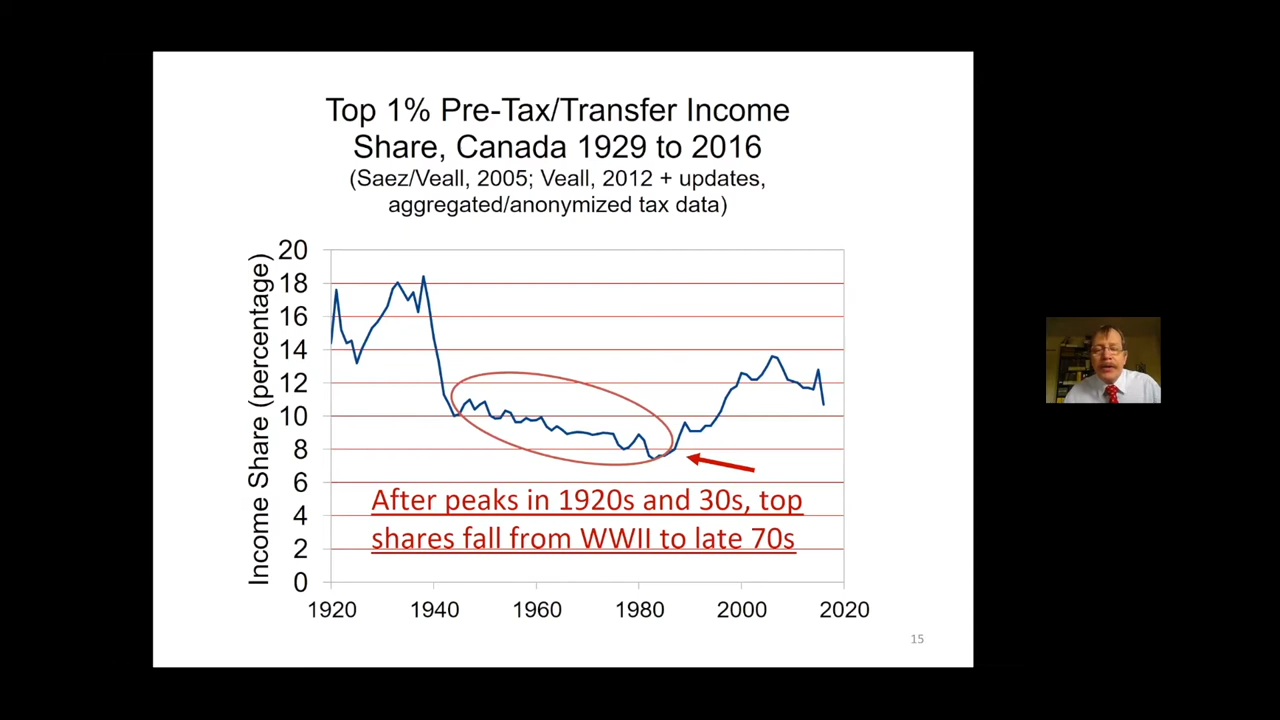 Top 1% Pre-Tax/Transfer Income
Share, Canada 1929 to 2016
(Saez/Veall, 2005; Veall, 2012 + updates,
aggregated/anonymized tax data)
Income Share (percentage)
20
18
16
14
12
10
8
6
4
2
0
After peaks in 1920s and 30s, top
shares fall from WWII to late 70s
1920
1940
1960
1980
2000
2020
15